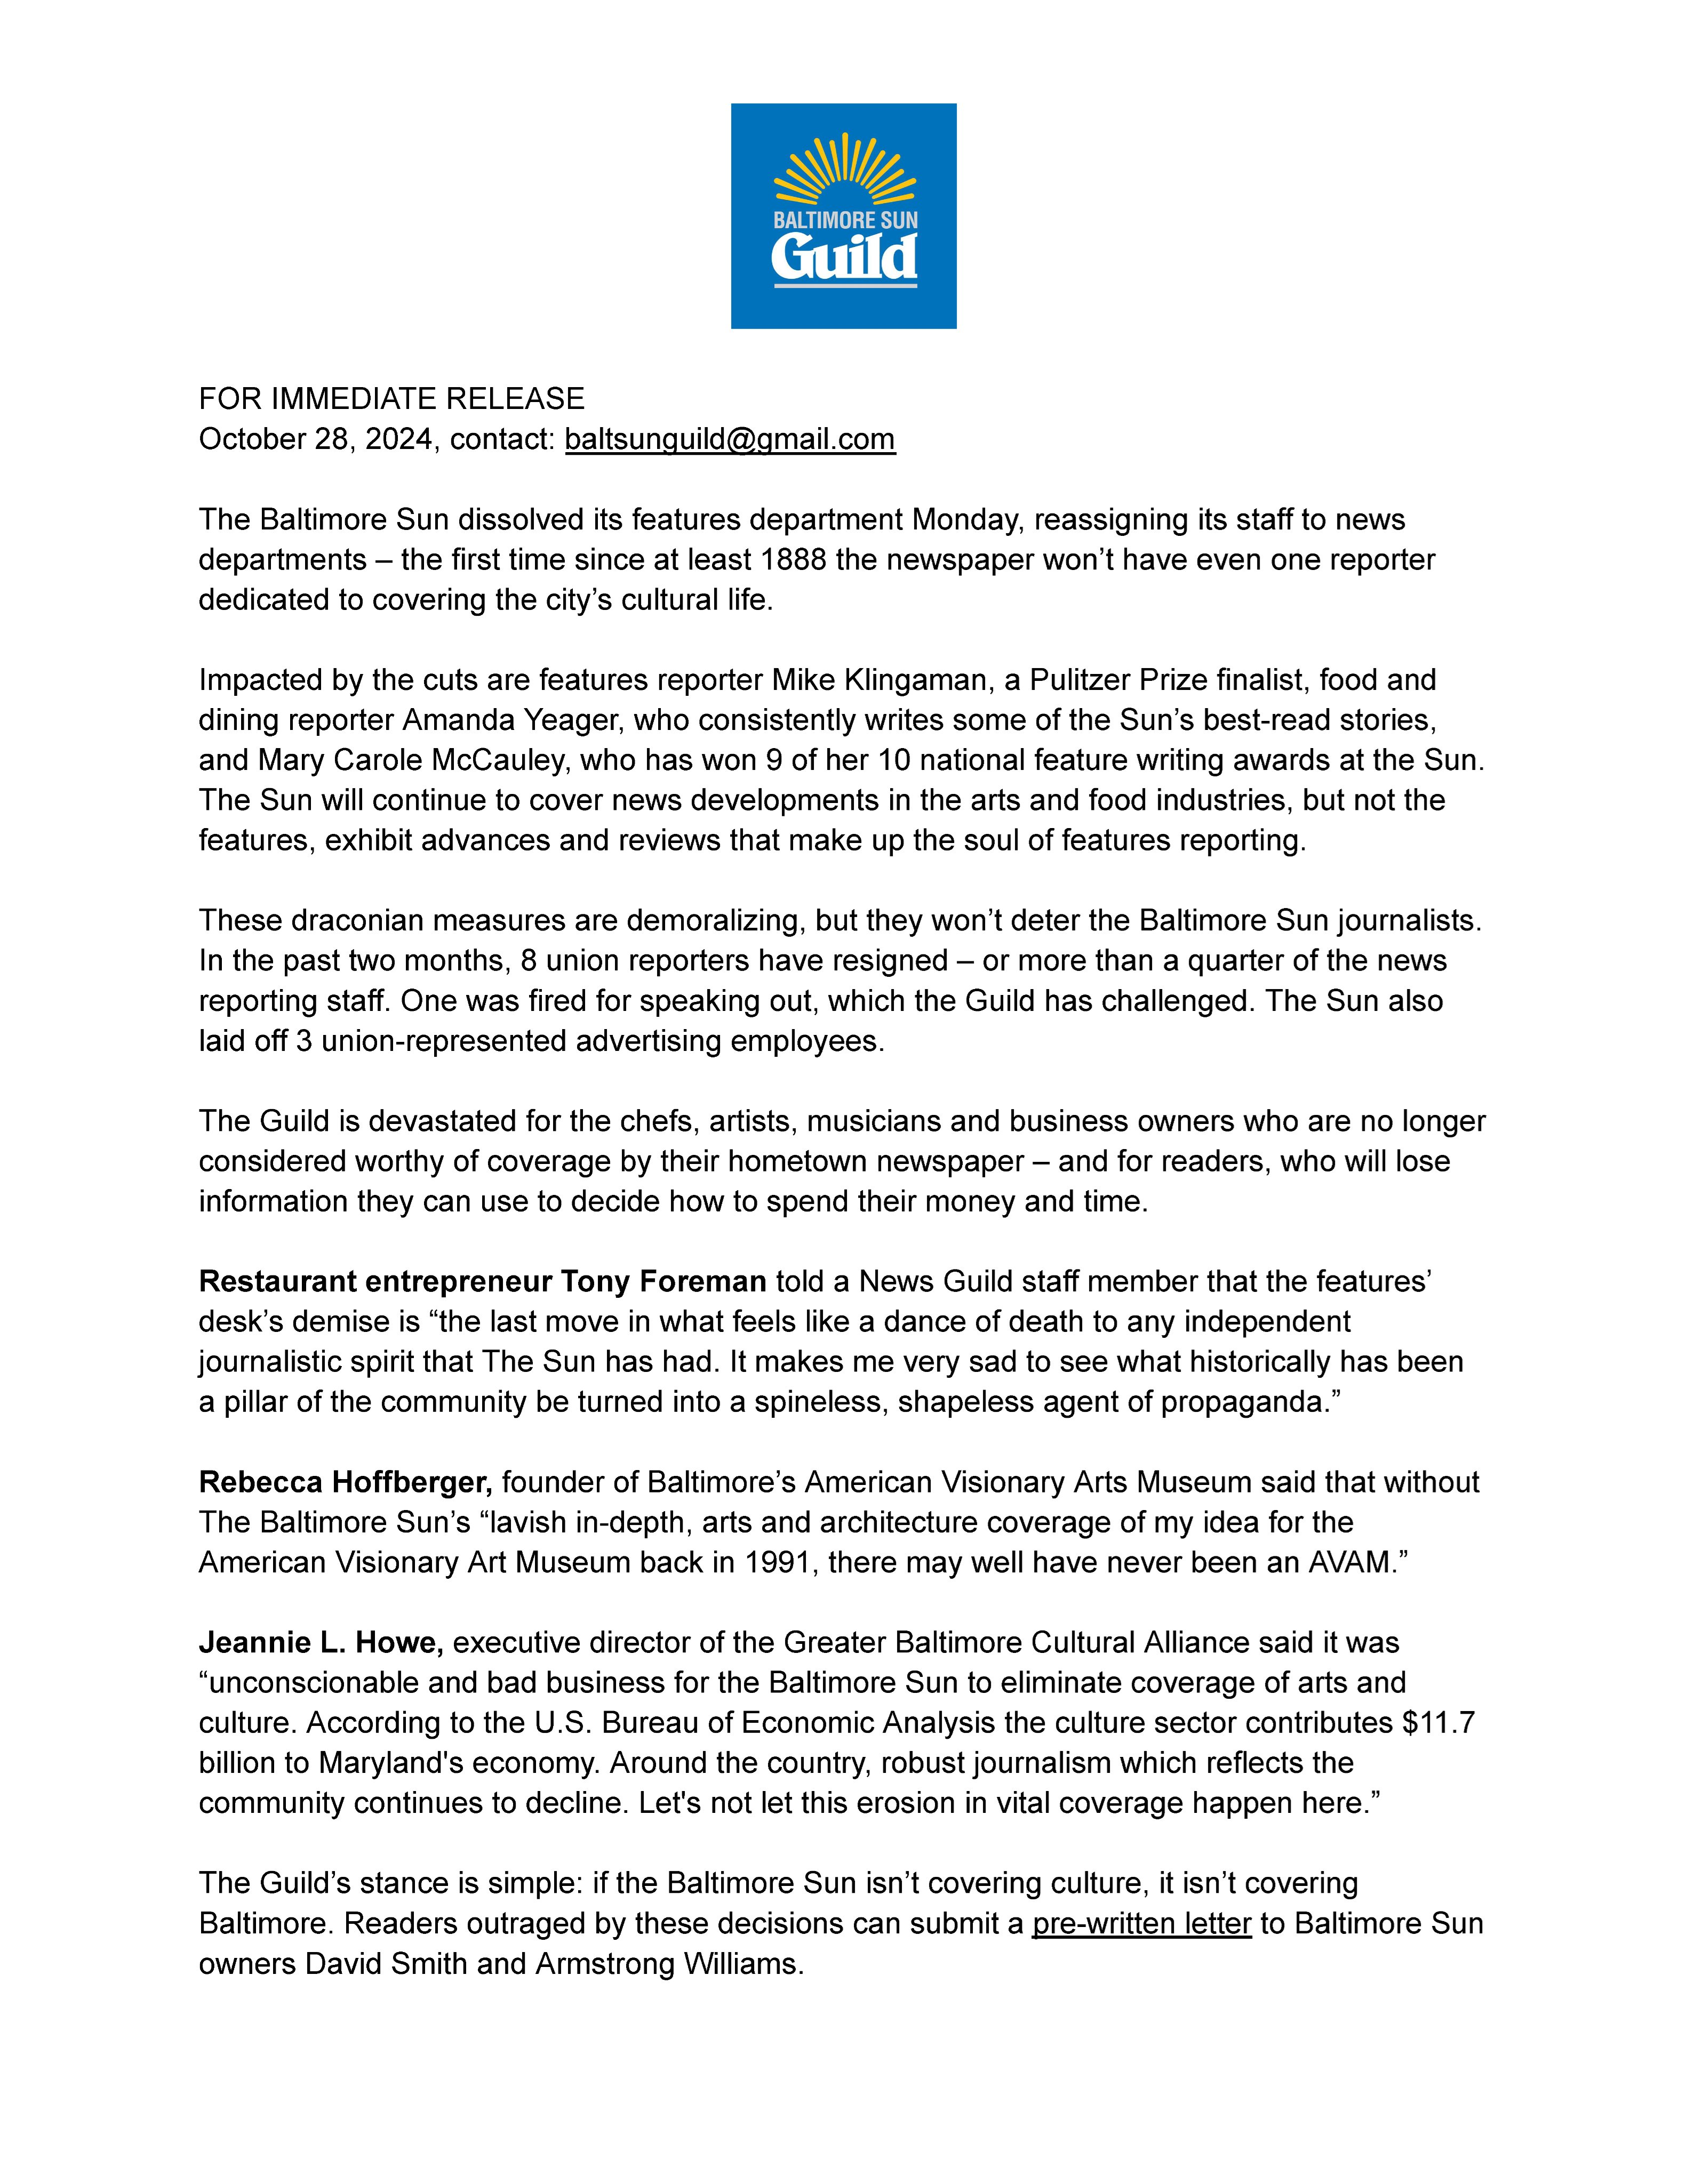 BALTIMORE SUN
Guild
FOR IMMEDIATE RELEASE
October 28, 2024, contact: baltsunguild@gmail.com
The Baltimore Sun dissolved its features department Monday, reassigning its staff to news
departments – the first time since at least 1888 the newspaper won’t have even one reporter
dedicated to covering the city’s cultural life.
Impacted by the cuts are features reporter Mike Klingaman, a Pulitzer Prize finalist, food and
dining reporter Amanda Yeager, who consistently writes some of the Sun’s best-read stories,
and Mary Carole McCauley, who has won 9 of her 10 national feature writing awards at the Sun.
The Sun will continue to cover news developments in the arts and food industries, but not the
features, exhibit advances and reviews that make up the soul of features reporting.
These draconian measures are demoralizing, but they won’t deter the Baltimore Sun journalists.
In the past two months, 8 union reporters have resigned – or more than a quarter of the news
reporting staff. One was fired for speaking out, which the Guild has challenged. The Sun also
laid off 3 union-represented advertising employees.
The Guild is devastated for the chefs, artists, musicians and business owners who are no longer
considered worthy of coverage by their hometown newspaper – and for readers, who will lose
information they can use to decide how to spend their money and time.
Restaurant entrepreneur Tony Foreman told a News Guild staff member that the features’
desk’s demise is “the last move in what feels like a dance of death to any independent
journalistic spirit that The Sun has had. It makes me very sad to see what historically has been
a pillar of the community be turned into a spineless, shapeless agent of propaganda.”
Rebecca Hoffberger, founder of Baltimore’s American Visionary Arts Museum said that without
The Baltimore Sun’s “lavish in-depth, arts and architecture coverage of my idea for the
American Visionary Art Museum back in 1991, there may well have never been an AVAM.”
Jeannie L. Howe, executive director of the Greater Baltimore Cultural Alliance said it was
“unconscionable and bad business for the Baltimore Sun to eliminate coverage of arts and
culture. According to the U.S. Bureau of Economic Analysis the culture sector contributes $11.7
billion to Maryland's economy. Around the country, robust journalism which reflects the
community continues to decline. Let's not let this erosion in vital coverage happen here.”
The Guild’s stance is simple: if the Baltimore Sun isn’t covering culture, it isn’t covering
Baltimore. Readers outraged by these decisions can submit a pre-written letter to Baltimore Sun
owners David Smith and Armstrong Williams.